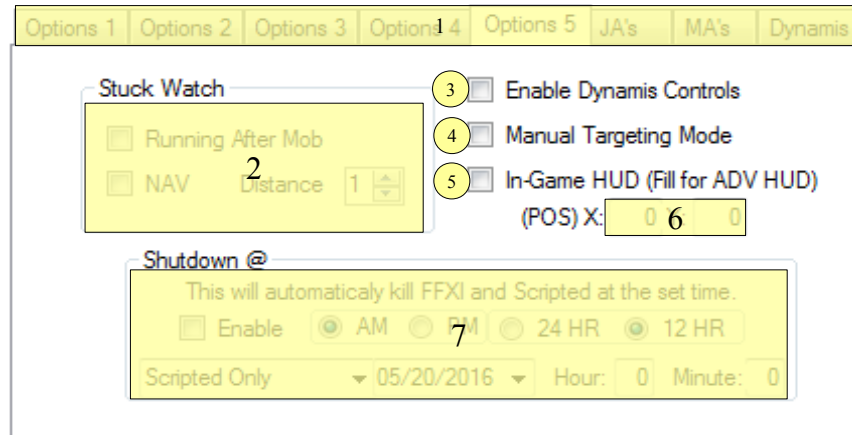 Options 1 Options 2 Options 3 Options 4 1 Options 5 JA's MA's Dynamis
Stuck Watch
3 Enable Dynamis Controls
Running After Mob
4 Manual Targeting Mode
2
NAV Distance 1
5 In-Game HUD (Fill for ADV HUD)
(POS) X: 0 6 0
Shutdown @
This will automaticaly kill FFXI and Scripted at the set time.
Enable AM PM 7 24 HR 12 HR
Scripted Only 05/20/2016 Hour: 0 Minute: 0